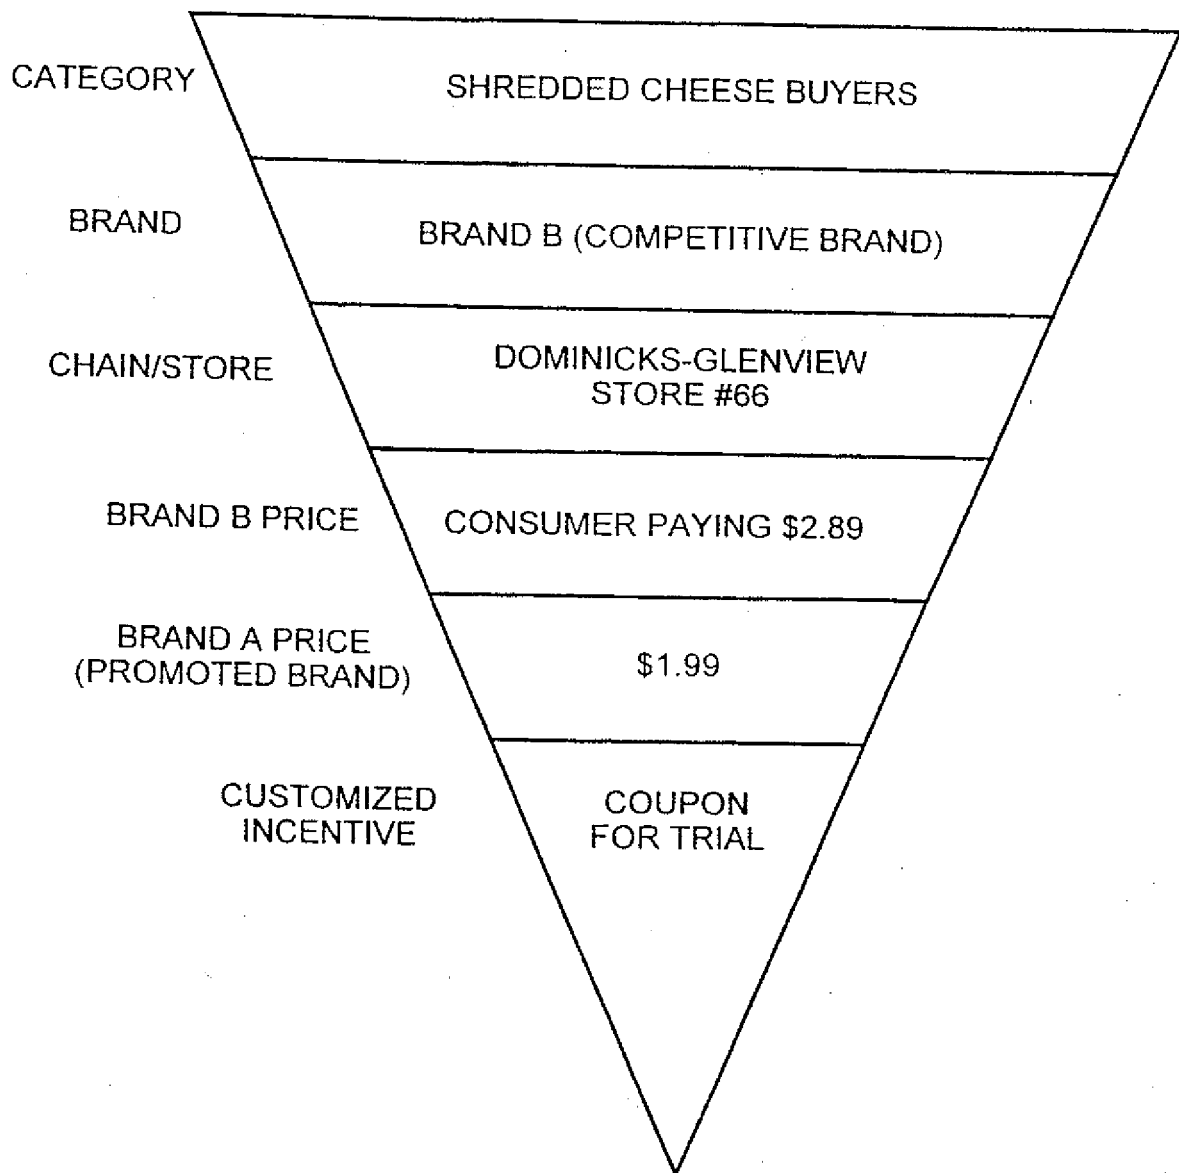 CATEGORY
SHREDDED CHEESE BUYERS
BRAND
BRAND B (COMPETITIVE BRAND)
CHAIN/STORE
DOMINICKS-GLENVIEW
STORE #66
BRAND B PRICE
CONSUMER PAYING $2.89
BRAND A PRICE
(PROMOTED BRAND)
$1.99
CUSTOMIZED
INCENTIVE
COUPON
FOR TRIAL